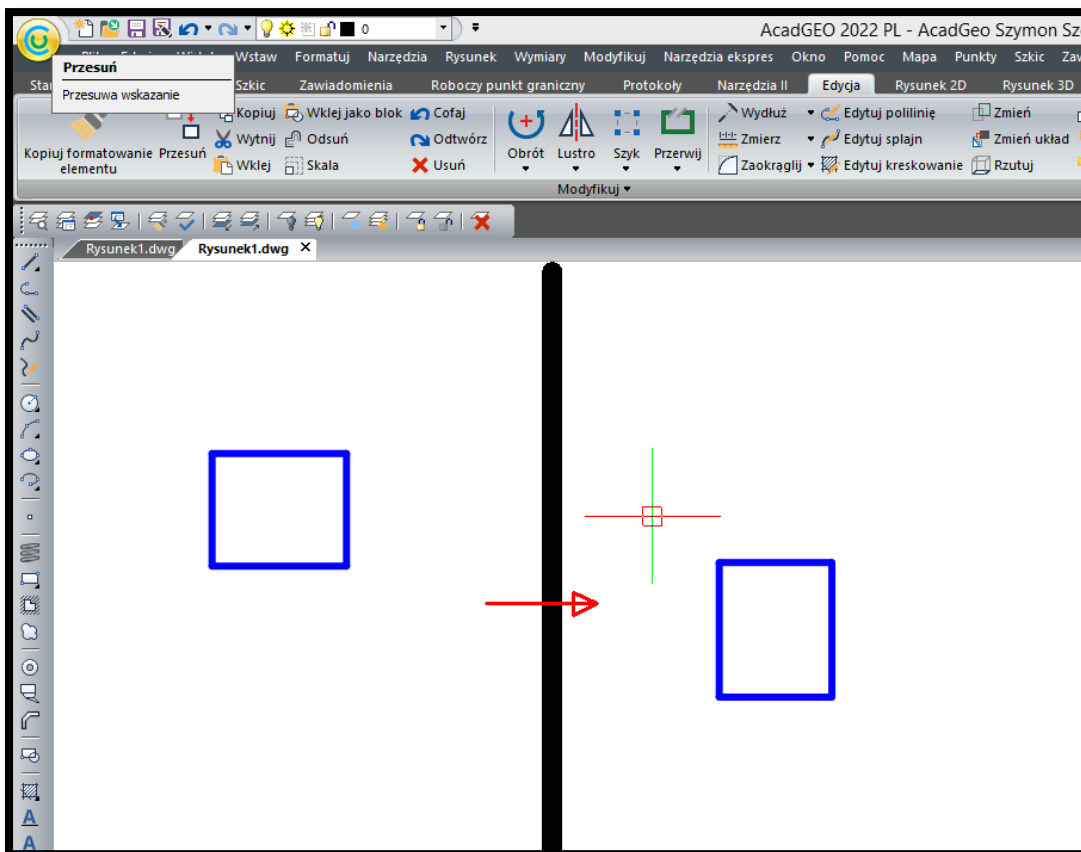 0
AcadGEO 2022 PL - AcadGeo Szymon Sz
Wstaw Formatuj Narzędzia Rysunek Wymiary Modyfikuj Narzędzia ekspres Okno Pomoc Mapa Punkty Szkic Zaw
Przesuń
Przesuwa wskazanie
Szkic Zawiadomienia Roboczy punkt graniczny Protokoły Narzędzia II Edycja Rysunek 2D Rysunek 3D
Kopiuj Wklej jako blok Cofaj Wydłuż Edytuj polilinię Zmień
Wytnij Odsuń Odtwórz Zmierz Edytuj splajn Zmień układ
Kopiuj formatowanie Przesuń Obrót Lustro Szyk Przerwij
elementu Wklej Skala Usuń Zaokrąglij Edytuj kreskowanie Rzutuj
Modyfikuj
Rysunek1.dwg Rysunek1.dwg X
A
A